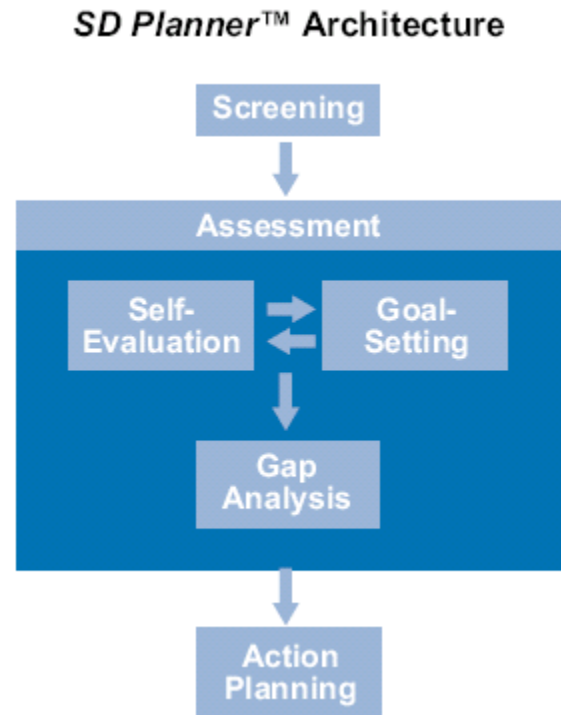 SD Planner™ Architecture
Screening
Assessment
Self-
Evaluation
Goal-
Setting
Gap
Analysis
Action
Planning